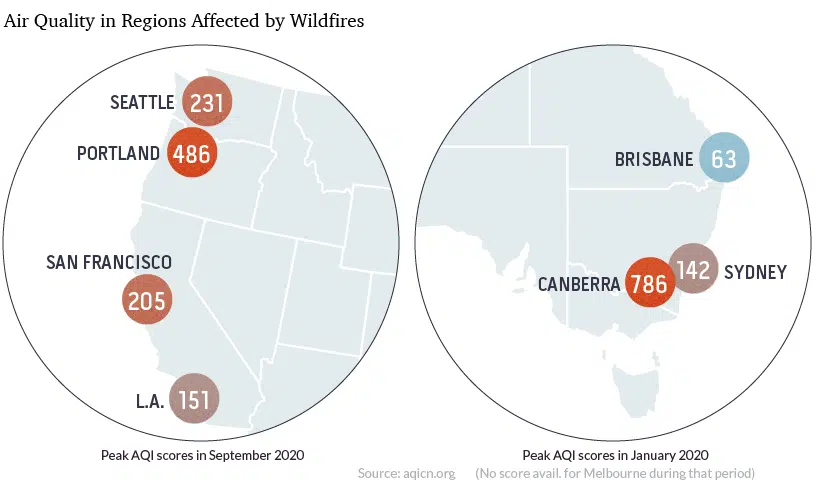 Air Quality in Regions Affected by Wildfires
SEATTLE 231
PORTLAND 486
SAN FRANCISCO
205
L.A. 151
Peak AQI scores in September 2020
BRISBANE 63
CANBERRA 786 142 SYDNEY
Peak AQI scores in January 2020
Source: aqicn.org (No score avail. for Melbourne during that period)